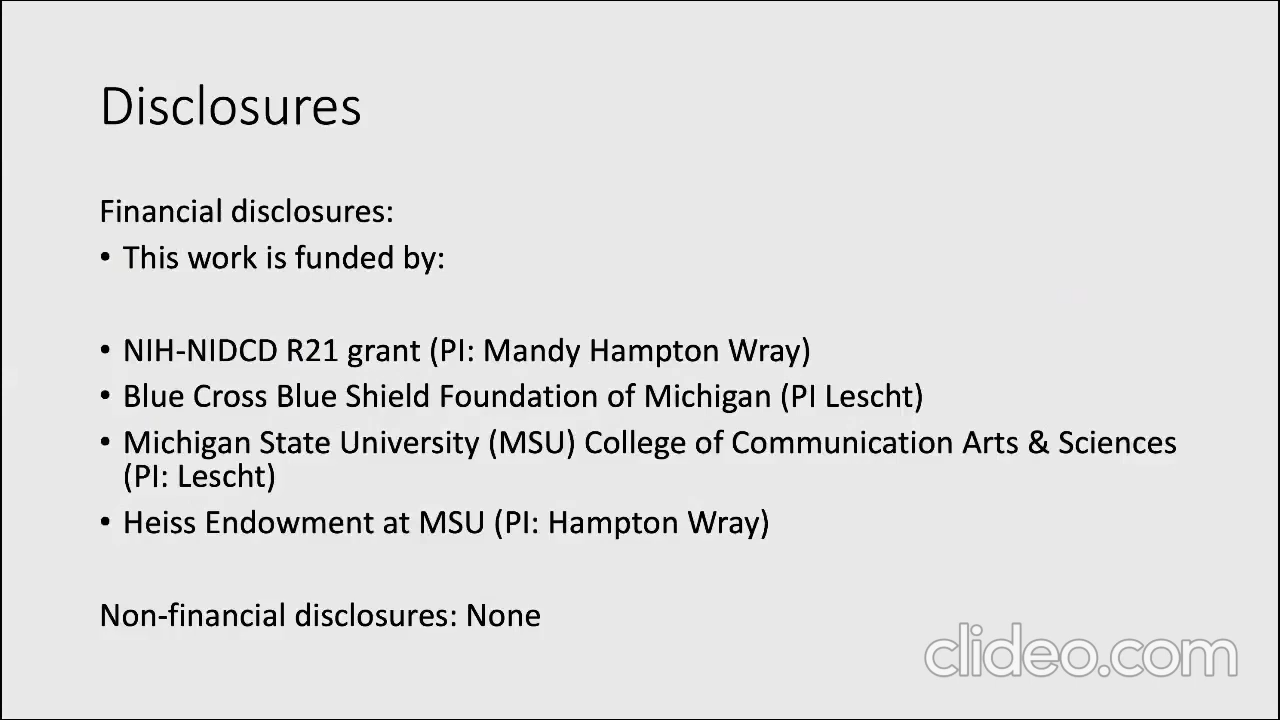 Disclosures
Financial disclosures:
• This work is funded by:
• NIH-NIDCD R21 grant (PI: Mandy Hampton Wray)
• Blue Cross Blue Shield Foundation of Michigan (PI Lescht)
• Michigan State University (MSU) College of Communication Arts & Sciences
(PI: Lescht)
• Heiss Endowment at MSU (PI: Hampton Wray)
Non-financial disclosures: None
clideo.com